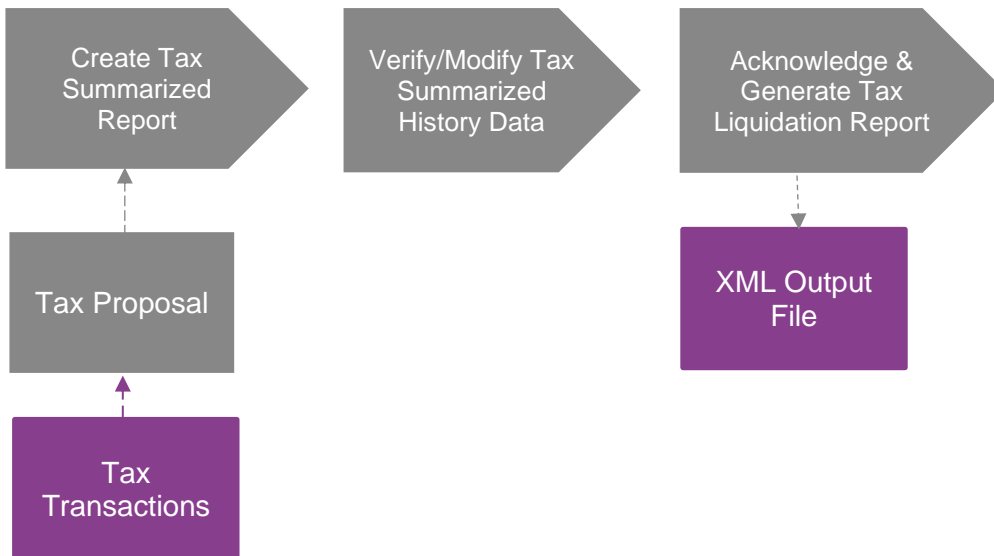 Create Tax
Summarized
Report
Verify/Modify Tax
Summarized
History Data
Acknowledge &
Generate Tax
Liquidation Report
Tax Proposal
XML Output
File
Tax
Transactions